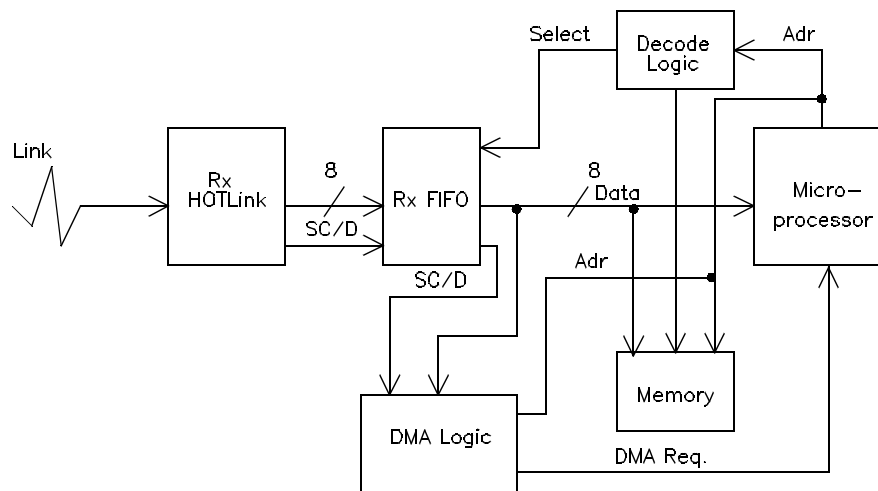 Select
Decode
Logic
Adr
Link
Rx
HOTLink
8
SC/D
Rx FIFO
8
Data
Micro-
processor
SC/D
Adr
Memory
DMA Logic
DMA Req.